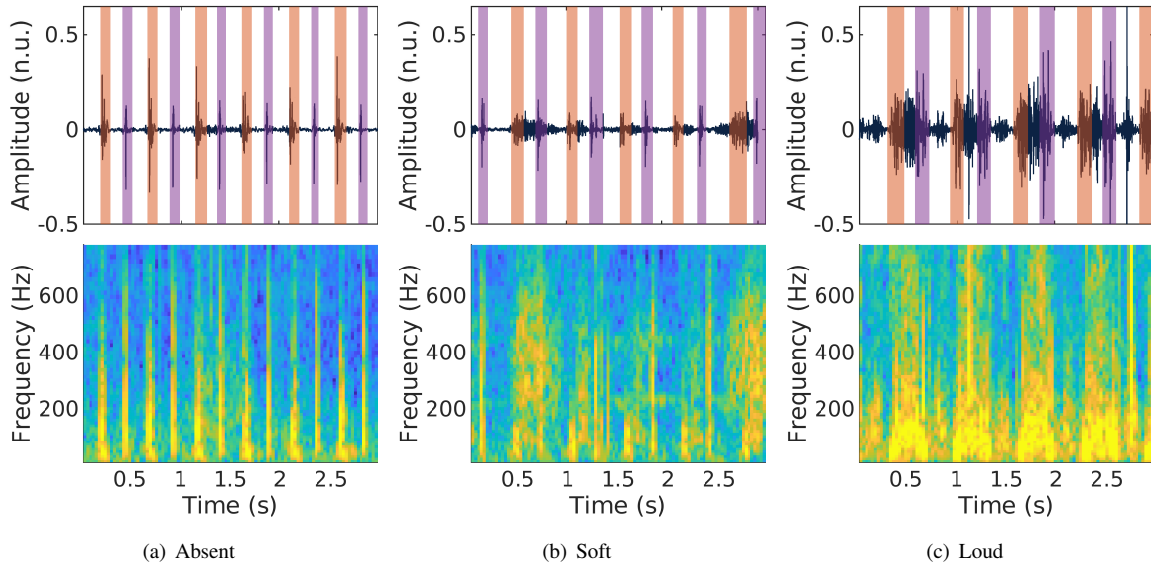 Amplitude (n.u.)
0.5
0
-0.5
Amplitude (n.u.)
0.5
0
-0.5
Amplitude (n.u.)
0.5
0
-0.5
Frequency (Hz)
600
400
200
0.5 1 1.5 2 2.5
Time (s)
Frequency (Hz)
600
400
200
0.5 1 1.5 2 2.5
Time (s)
Frequency (Hz)
600
400
200
0.5 1 1.5 2 2.5
Time (s)
(a) Absent
(b) Soft
(c) Loud